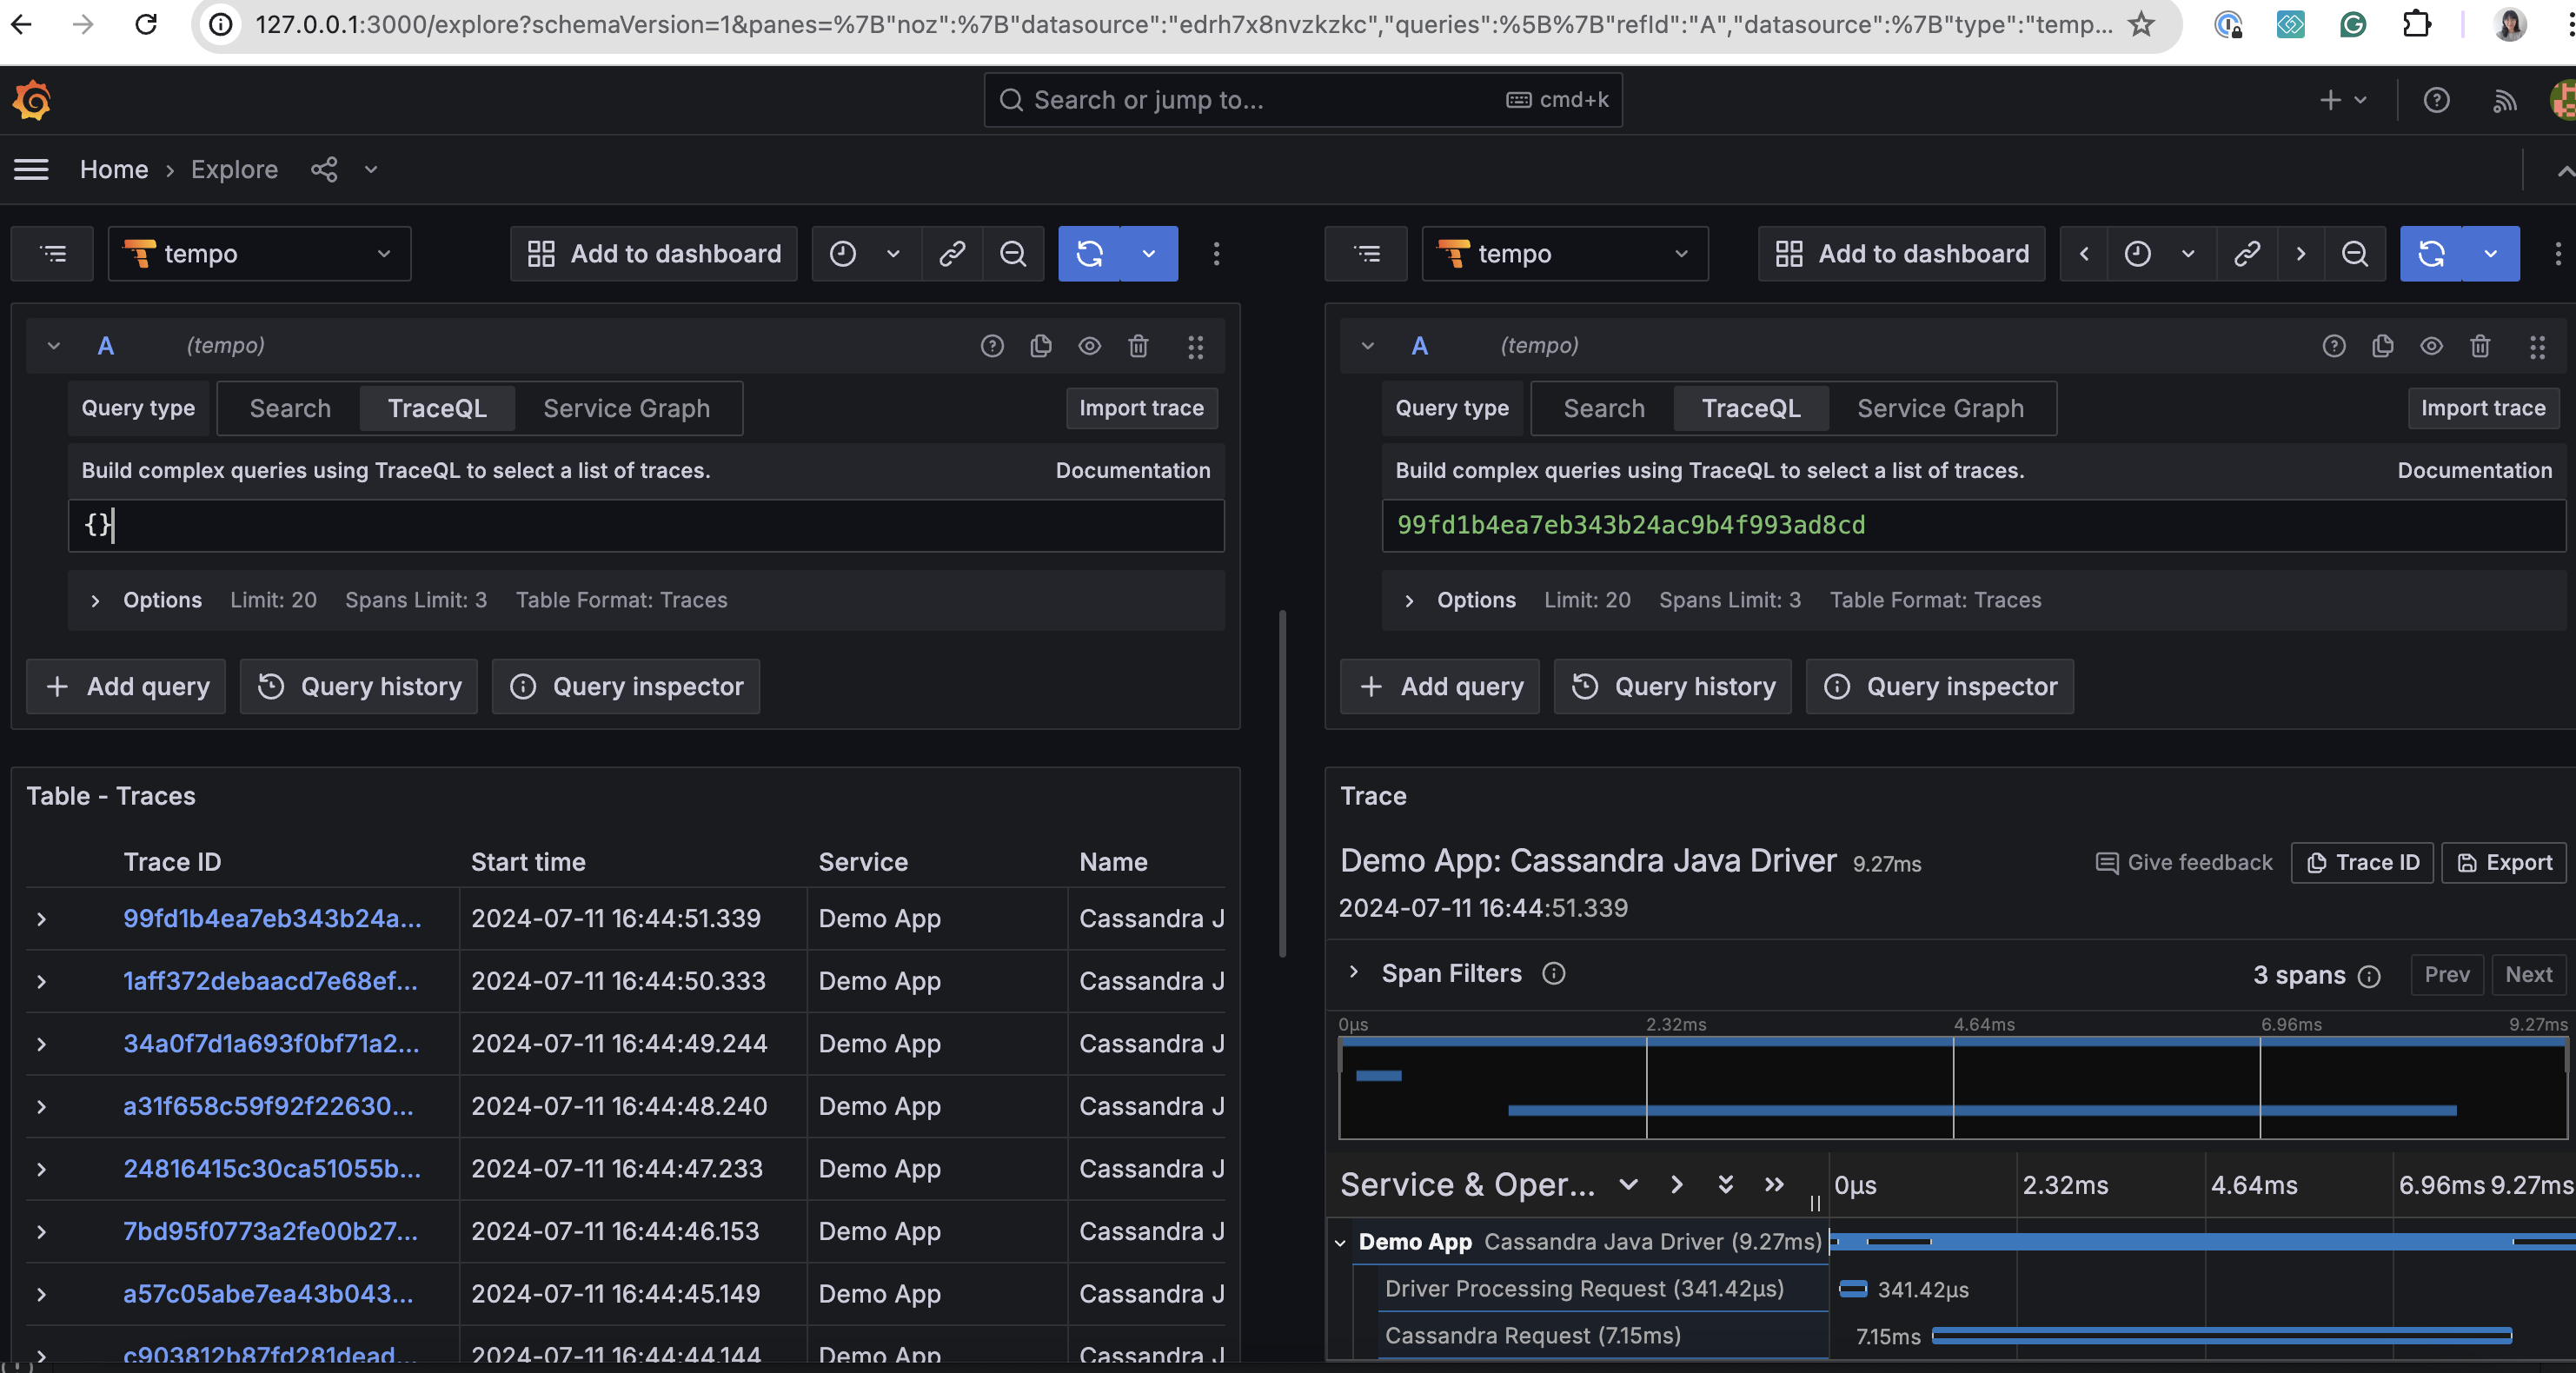 127.0.0.1:3000/explore?schemaVersion=1&panes=%7B"noz":%7B"datasource":"edrh7x8nvzkzkc","queries":%5B%7B"refId":"A","datasource":%7B"type":"temp...
Search or jump to... cmd+k
Home > Explore
tempo Add to dashboard
A (tempo)
Query type Search TraceQL Service Graph Import trace
Build complex queries using TraceQL to select a list of traces. Documentation
{}
Options Limit: 20 Spans Limit: 3 Table Format: Traces
+ Add query Query history Query inspector
Table - Traces
Trace ID Start time Service Name
99fd1b4ea7eb343b24a... 2024-07-11 16:44:51.339 Demo App Cassandra J
1aff372debaacd7e68ef... 2024-07-11 16:44:50.333 Demo App Cassandra J
34a0f7d1a693f0bf71a2... 2024-07-11 16:44:49.244 Demo App Cassandra J
a31f658c59f92f22630... 2024-07-11 16:44:48.240 Demo App Cassandra J
24816415c30ca51055b... 2024-07-11 16:44:47.233 Demo App Cassandra J
7bd95f0773a2fe00b27... 2024-07-11 16:44:46.153 Demo App Cassandra J
a57c05abe7ea43b043... 2024-07-11 16:44:45.149 Demo App Cassandra J
c903812b87fd281dead... 2024-07-11 16:44:44.144 Demo App Cassandra J
tempo Add to dashboard
A (tempo)
Query type Search TraceQL Service Graph Import trace
Build complex queries using TraceQL to select a list of traces. Documentation
99fd1b4ea7eb343b24ac9b4f993ad8cd
Options Limit: 20 Spans Limit: 3 Table Format: Traces
+ Add query Query history Query inspector
Trace
Demo App: Cassandra Java Driver 9.27ms Give feedback Trace ID Export
2024-07-11 16:44:51.339
Span Filters 3 spans Prev Next
0μs 2.32ms 4.64ms 6.96ms 9.27ms
Service & Oper... 0μs 2.32ms 4.64ms 6.96ms 9.27ms
Demo App Cassandra Java Driver (9.27ms)
Driver Processing Request (341.42μs) 341.42μs
Cassandra Request (7.15ms) 7.15ms